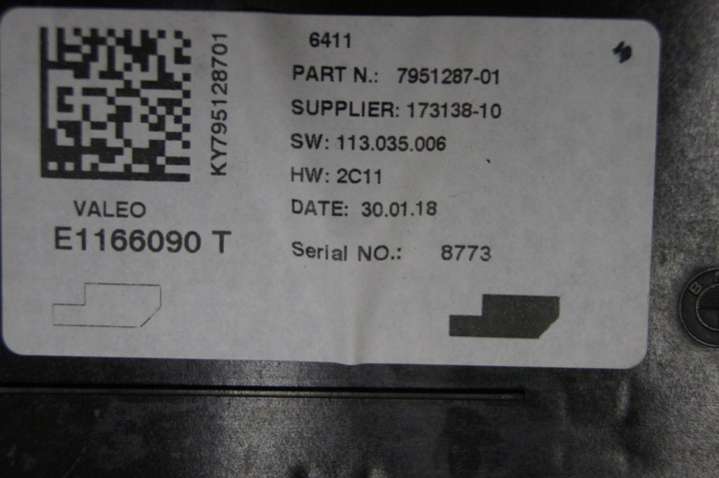 KY795128701
VALEO
E1166090 T
6411
PART N.: 7951287-01
SUPPLIER: 173138-10
SW: 113.035.006
HW: 2C11
DATE: 30.01.18
Serial NO.: 8773
B